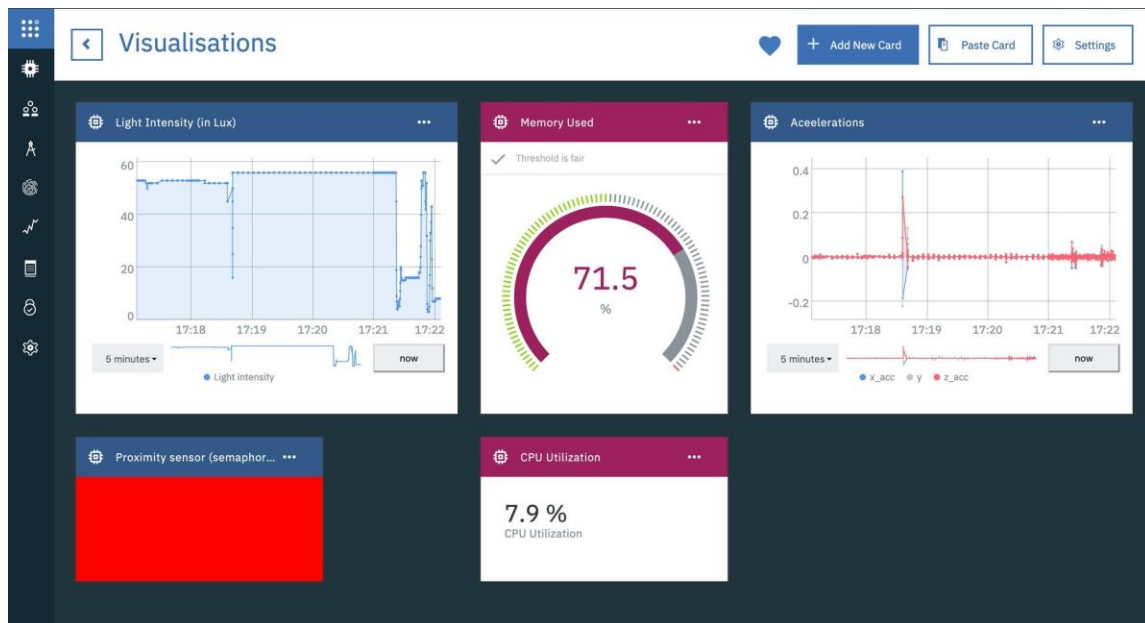 Visualisations
+ Add New Card
Paste Card
Settings
Light Intensity (in Lux) •••
60
40
20
0
17:18 17:19 17:20 17:21 17:22
5 minutes
now
Light intensity
Memory Used •••
Threshold is fair
71.5
%
Aceelerations •••
0.4
0.2
0
-0.2
17:18 17:19 17:20 17:21 17:22
5 minutes
now
x_acc y z_acc
Proximity sensor (semaphor... •••
CPU Utilization •••
7.9 %
CPU Utilization